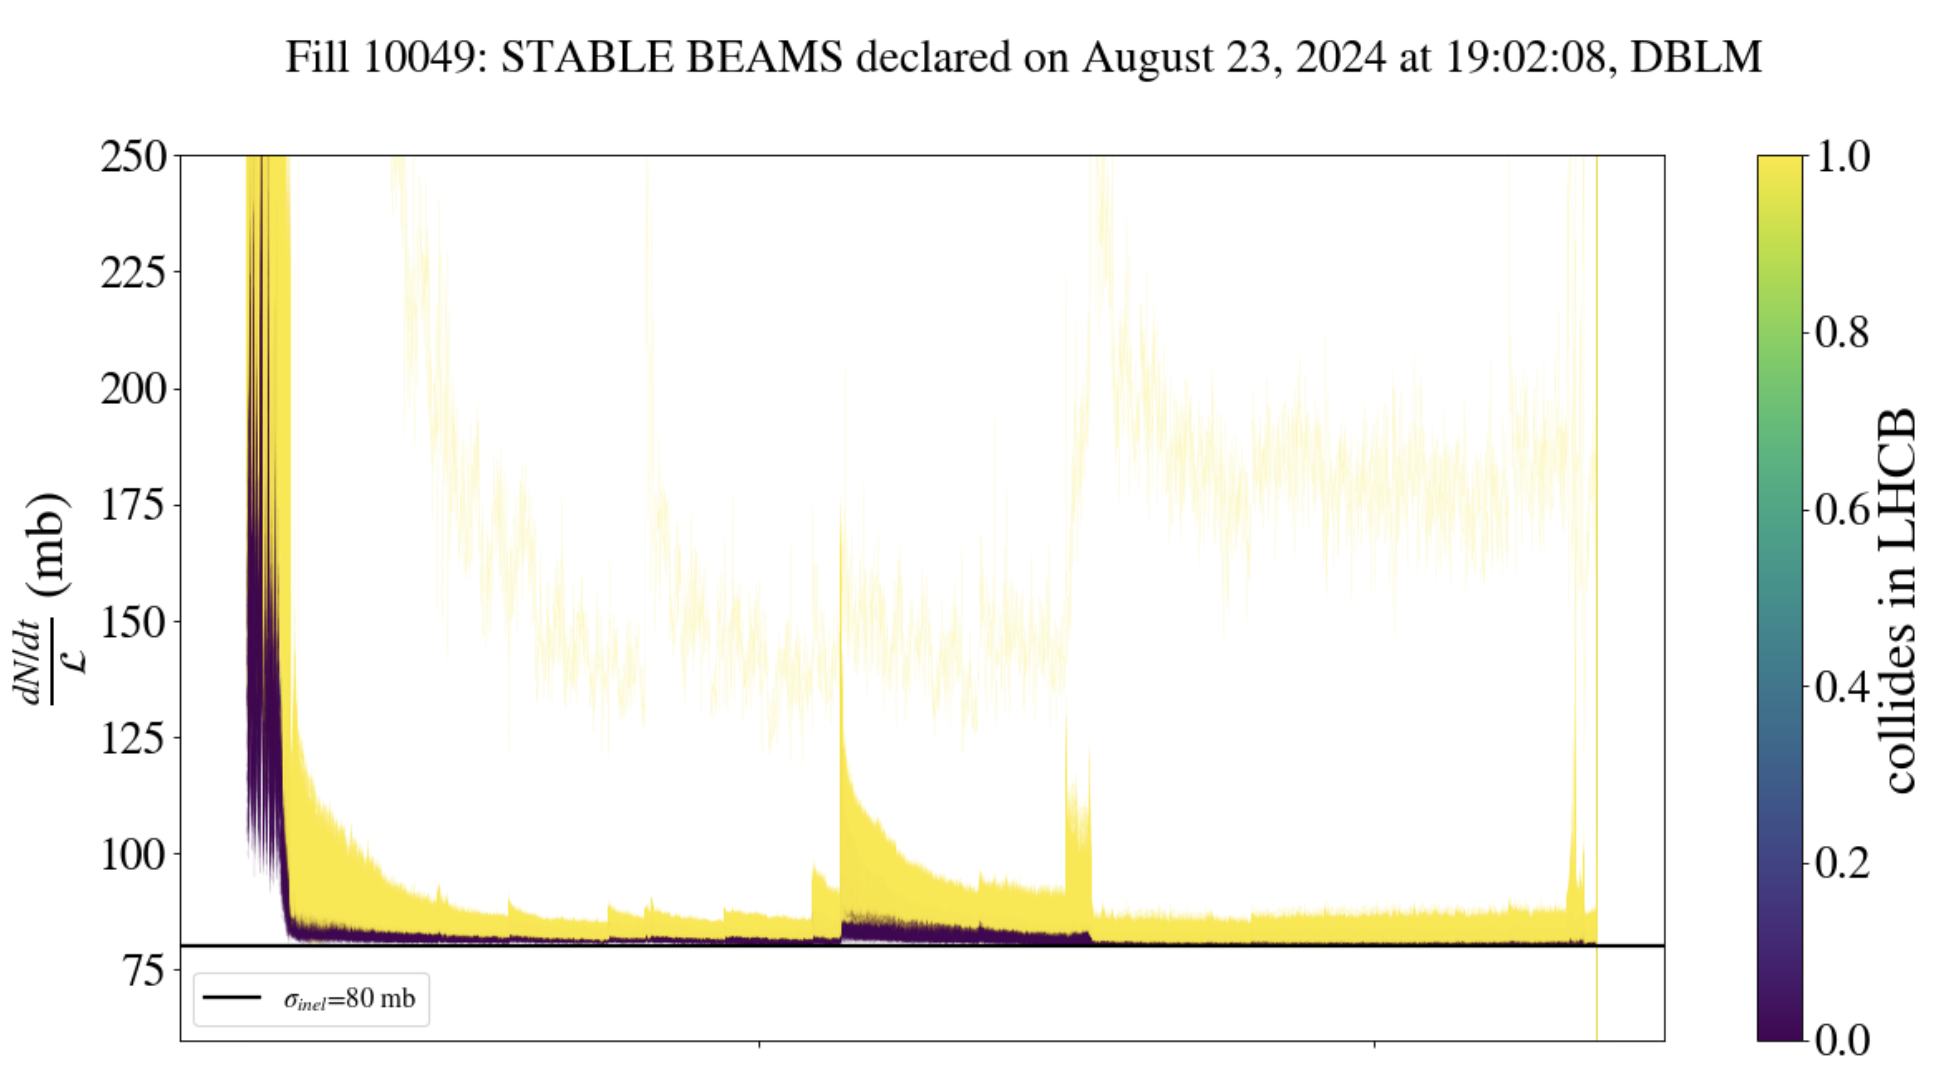 Fill 10049: STABLE BEAMS declared on August 23, 2024 at 19:02:08, DBLM
250
225
200
175
150
125
100
75
dN/dt
ℒ
(mb)
σinel=80 mb
1.0
0.8
0.6
0.4
0.2
0.0
collides in LHCB